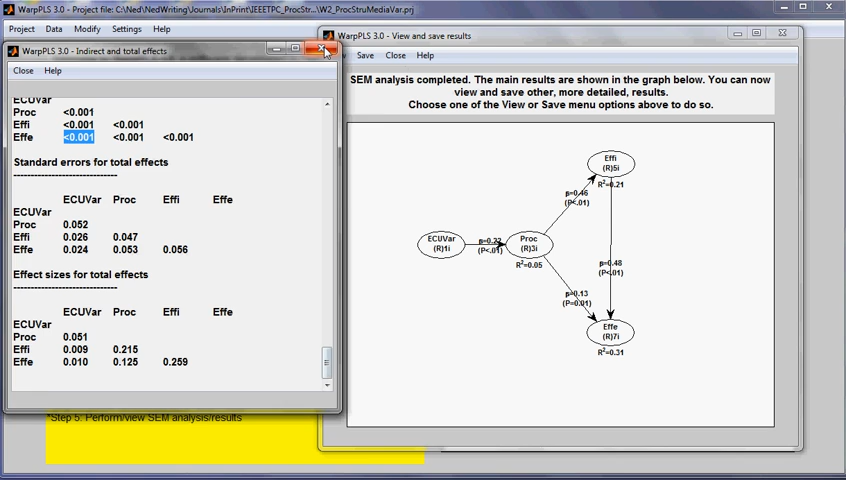 WarpPLS 3.0 - Project file: C:\Ned\NedWriting\Journals\InPrint\IEEETPC_ProcStr...\W2_ProcStruMediaVar.prj
Project Data Modify Settings Help
WarpPLS 3.0 - Indirect and total effects
Close Help
ECUVar
Proc <0.001
Effi <0.001 <0.001
Effe <0.001 <0.001 <0.001
Standard errors for total effects
ECUVar Proc Effi Effe
ECUVar
Proc 0.052
Effi 0.026 0.047
Effe 0.024 0.053 0.056
Effect sizes for total effects
ECUVar Proc Effi Effe
ECUVar
Proc 0.051
Effi 0.009 0.215
Effe 0.010 0.125 0.259
*Step 5: Perform/view SEM analysis/results
WarpPLS 3.0 - View and save results
Save Close Help
SEM analysis completed. The main results are shown in the graph below. You can now
view and save other, more detailed, results.
Choose one of the View or Save menu options above to do so.
Effi
(R)5i
R²=0.21
β=0.46
(P<.01)
ECUVar
(R)1i
β=0.22
(P<.01)
Proc
(R)3i
R²=0.05
β=0.48
(P<.01)
β=0.13
(P=0.01)
Effe
(R)7i
R²=0.31